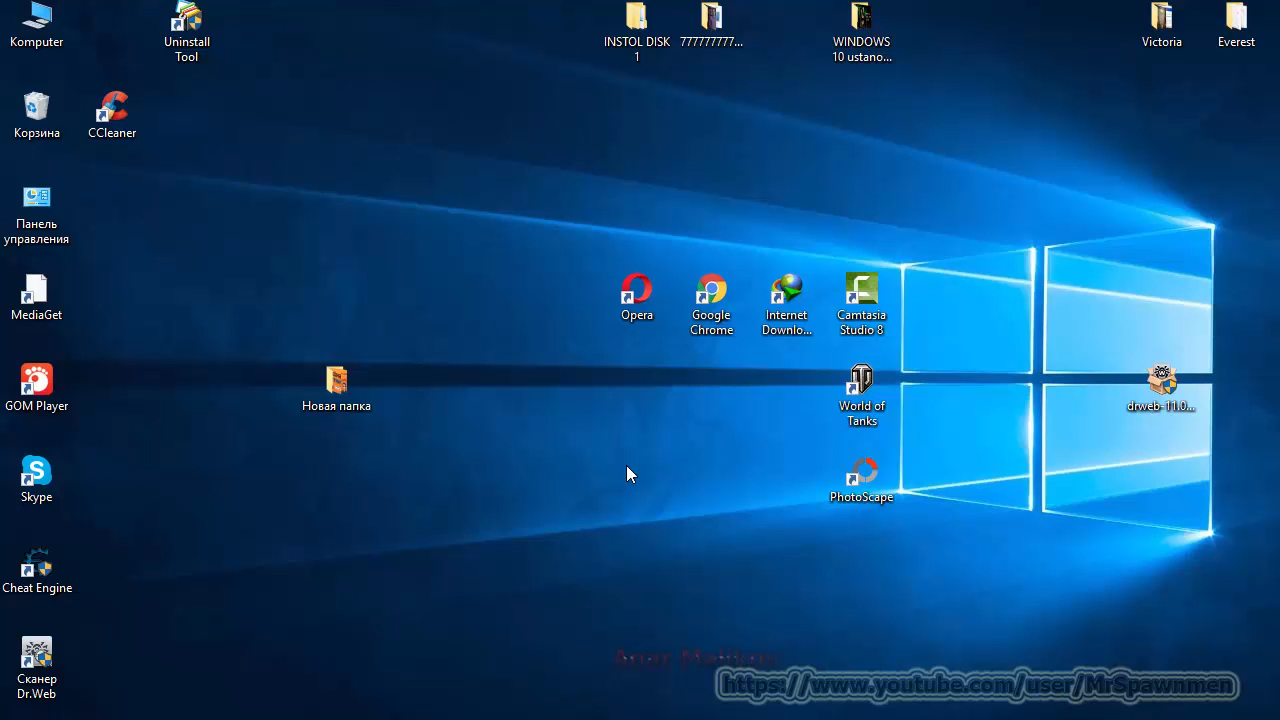 Komputer
Uninstall
Tool
INSTOL DISK
1
777777777...
WINDOWS
10 ustano...
Victoria
Everest
Корзина
CCleaner
Панель
управления
MediaGet
Opera
Google
Chrome
Internet
Downlo...
Camtasia
Studio 8
GOM Player
Новая папка
World of
Tanks
drweb-11.0...
Skype
PhotoScape
Cheat Engine
Сканер
Dr.Web
https://www.youtube.com/user/MrSpawnmen